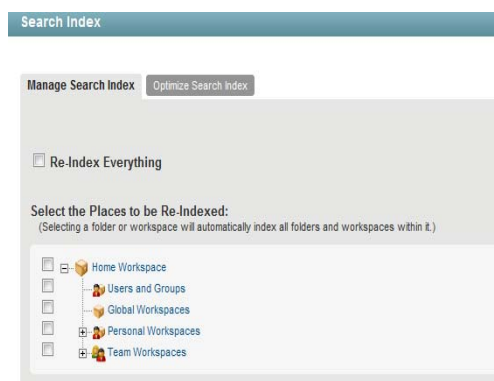 Search Index
Manage Search Index Optimize Search Index
Re-Index Everything
Select the Places to be Re-Indexed:
(Selecting a folder or workspace will automatically index all folders and workspaces within it.)
Home Workspace
Users and Groups
Global Workspaces
Personal Workspaces
Team Workspaces